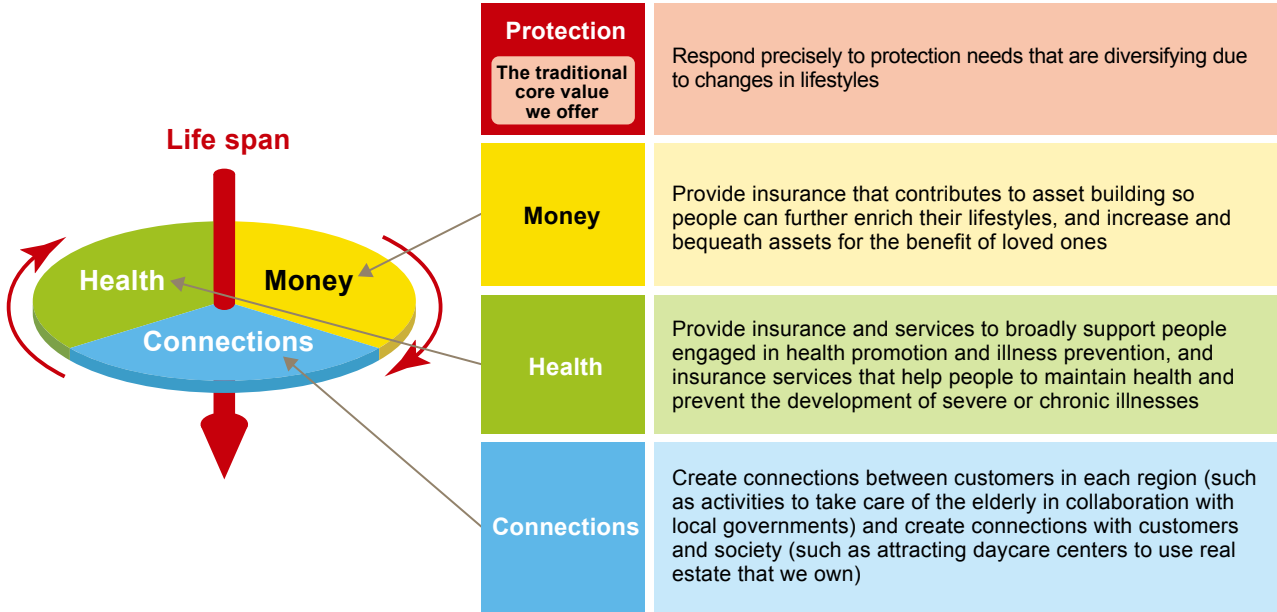 Life span
Health
Money
Connections
Protection
The traditional
core value
we offer
Respond precisely to protection needs that are diversifying due
to changes in lifestyles
Money
Provide insurance that contributes to asset building so
people can further enrich their lifestyles, and increase and
bequeath assets for the benefit of loved ones
Health
Provide insurance and services to broadly support people
engaged in health promotion and illness prevention, and
insurance services that help people to maintain health and
prevent the development of severe or chronic illnesses
Connections
Create connections between customers in each region (such
as activities to take care of the elderly in collaboration with
local governments) and create connections with customers
and society (such as attracting daycare centers to use real
estate that we own)